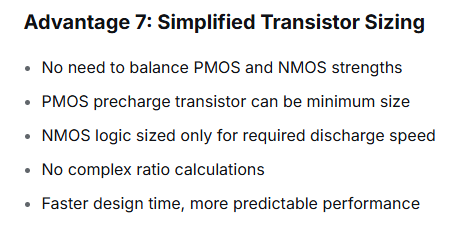 Advantage 7: Simplified Transistor Sizing
• No need to balance PMOS and NMOS strengths
• PMOS precharge transistor can be minimum size
• NMOS logic sized only for required discharge speed
• No complex ratio calculations
• Faster design time, more predictable performance